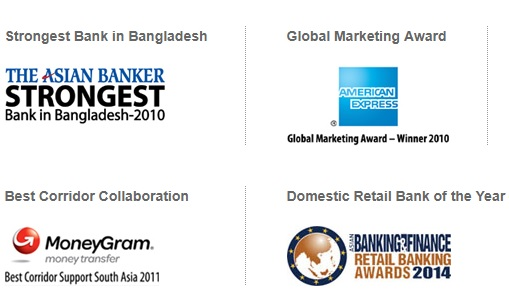 Strongest Bank in Bangladesh
THE ASIAN BANKER
STRONGEST
Bank in Bangladesh-2010
Global Marketing Award
AMERICAN
EXPRESS
®
Global Marketing Award – Winner 2010
Best Corridor Collaboration
MoneyGram.
money transfer
Best Corridor Support South Asia 2011
Domestic Retail Bank of the Year
ASIAN
BANKING&FINANCE
RETAIL BANKING
AWARDS 2014